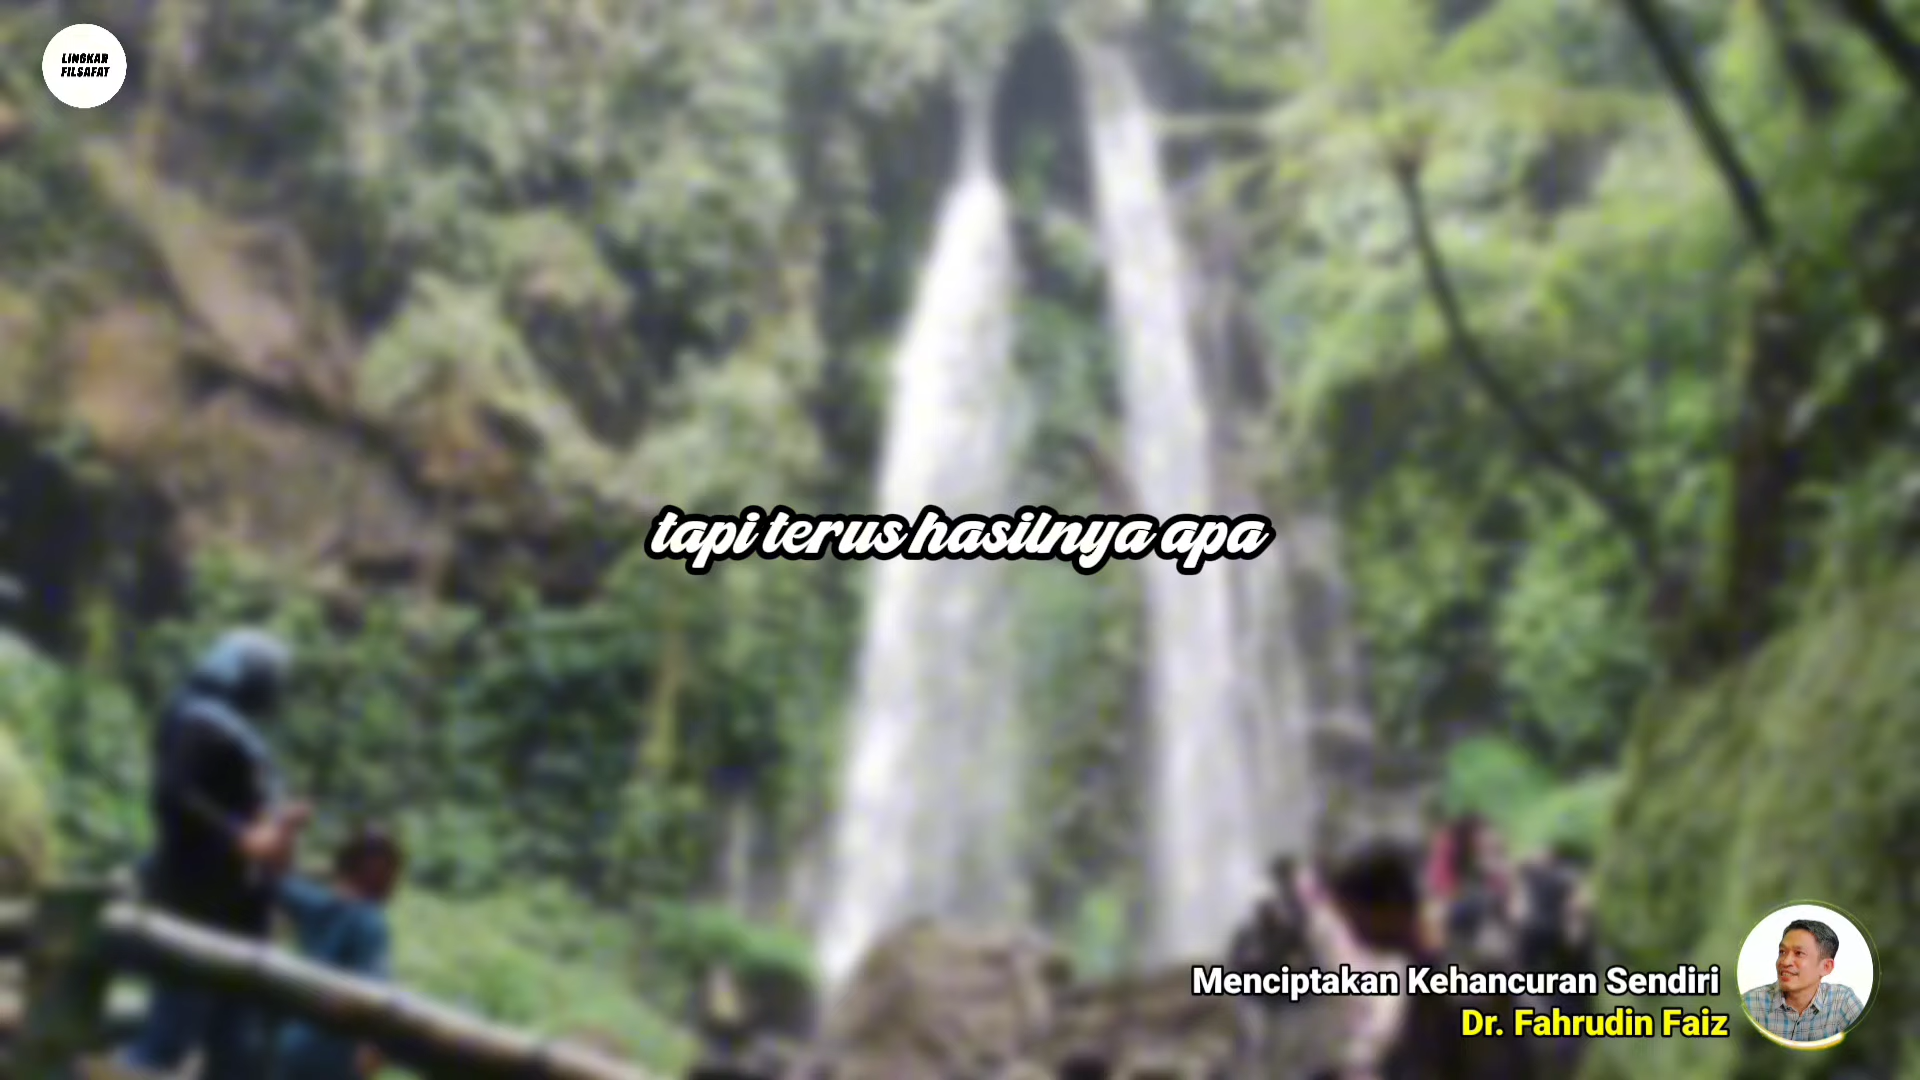 LINGKAR
FILSAFAT
tapi terus hasilnya apa
Menciptakan Kehancuran Sendiri
Dr. Fahrudin Faiz